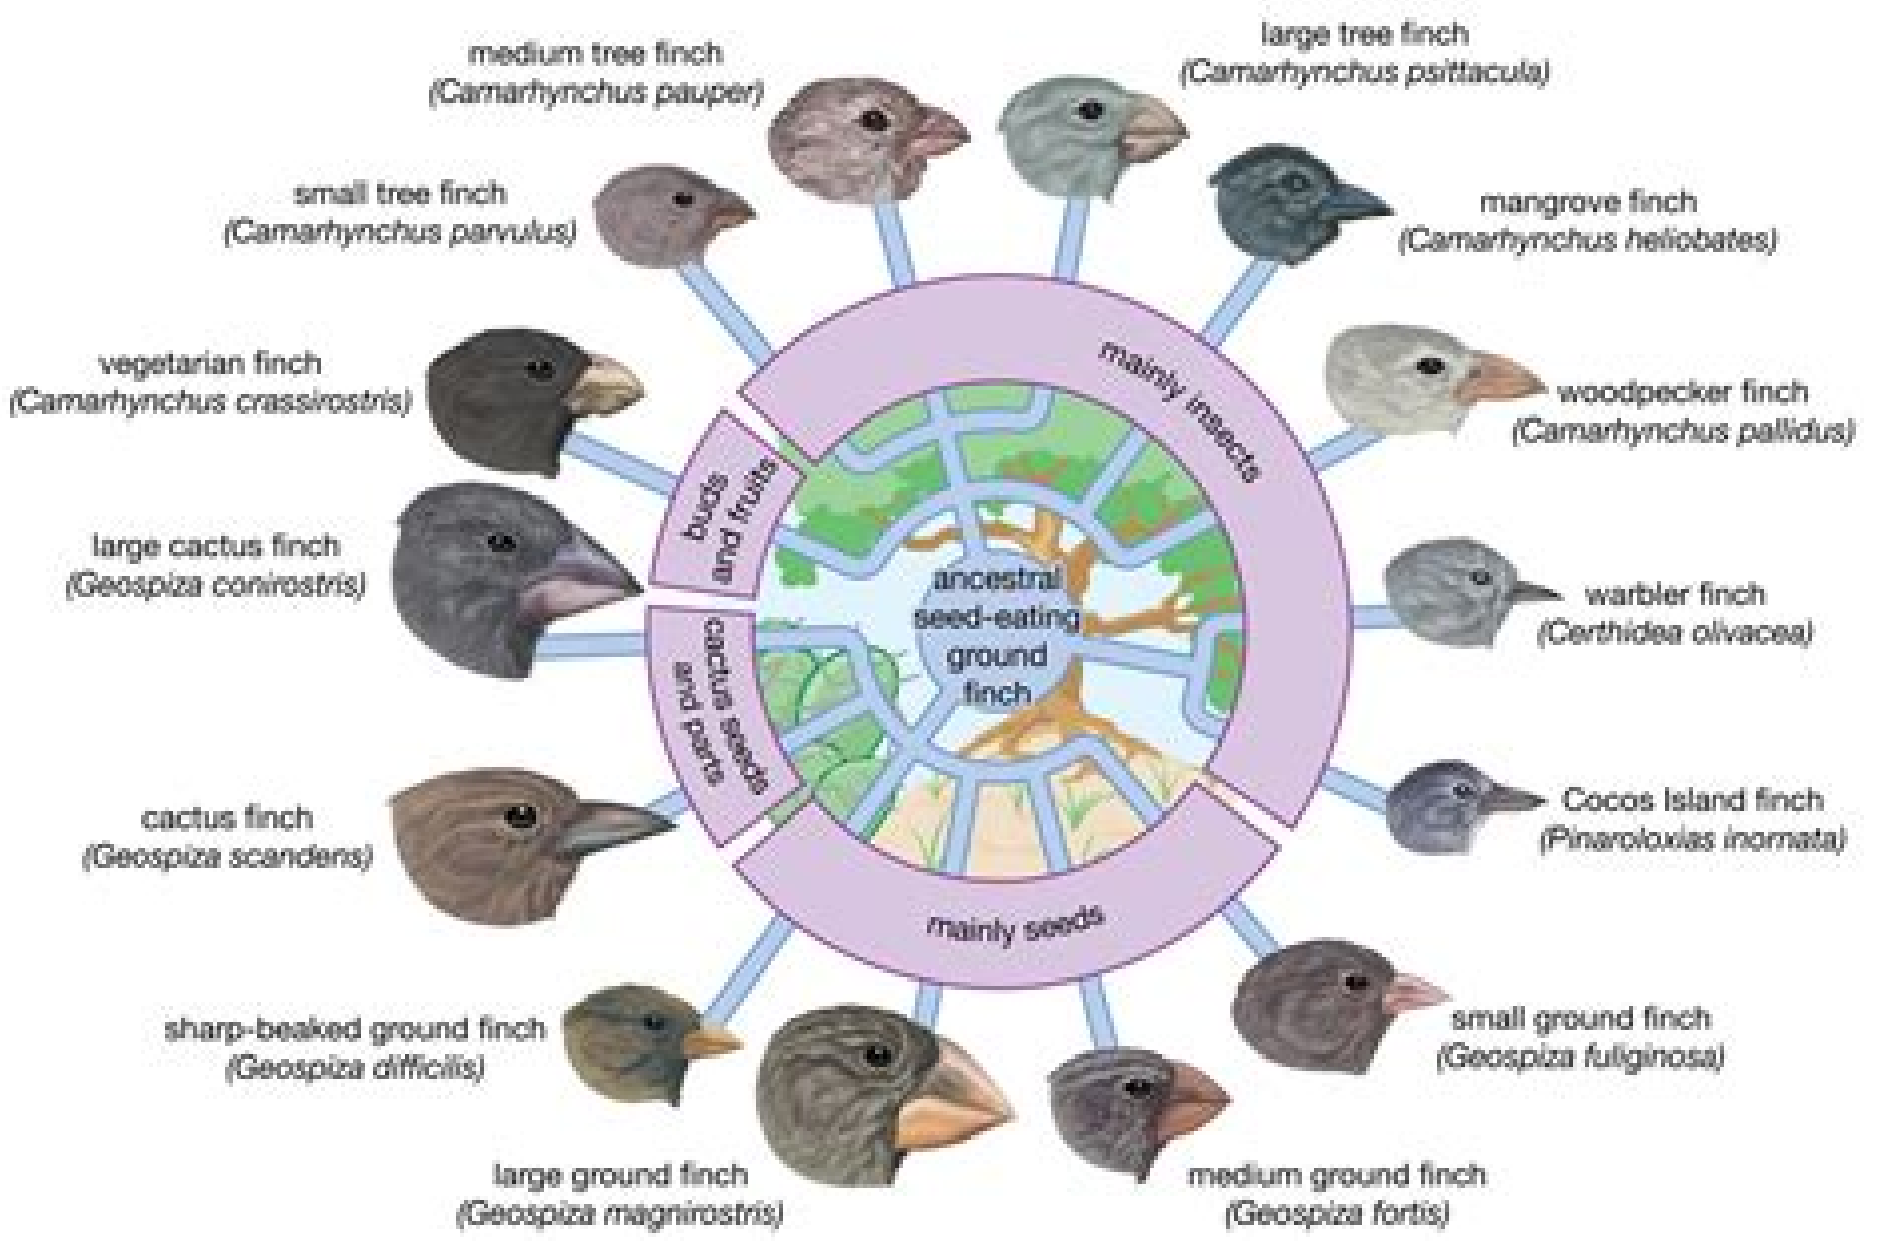 large tree finch
(Camarhynchus psittacula)
medium tree finch
(Camarhynchus pauper)
small tree finch
(Camarhynchus parvulus)
mangrove finch
(Camarhynchus heliobates)
vegetarian finch
(Camarhynchus crassirostris)
woodpecker finch
(Camarhynchus pallidus)
mainly insects
buds
and fruits
large cactus finch
(Geospiza conirostris)
ancestral
seed-eating
ground
finch
warbler finch
(Certhidea olivacea)
cactus seeds
and parts
cactus finch
(Geospiza scandens)
Cocos Island finch
(Pinaroloxias inornata)
mainly seeds
sharp-beaked ground finch
(Geospiza difficilis)
small ground finch
(Geospiza fuliginosa)
large ground finch
(Geospiza magnirostris)
medium ground finch
(Geospiza fortis)